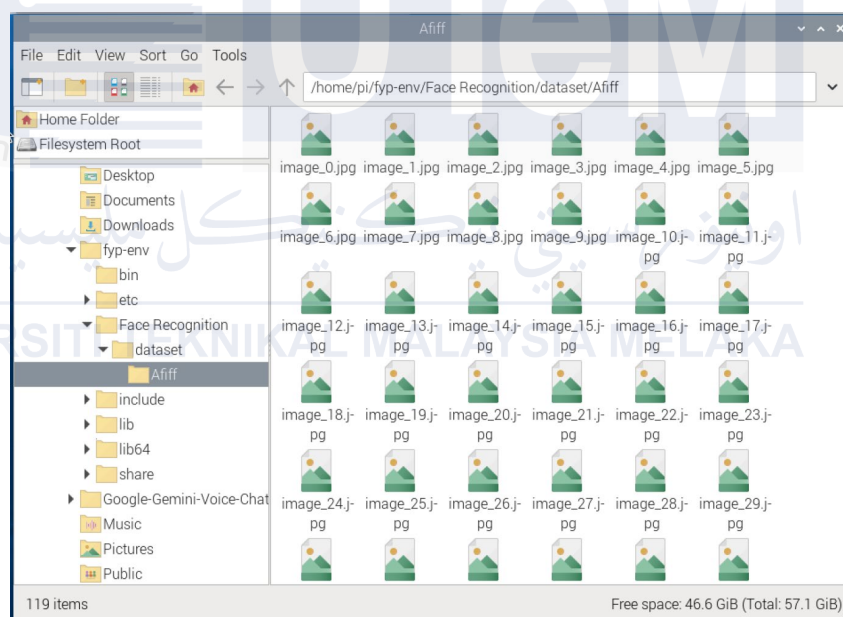 UTeM
Afiff
File Edit View Sort Go Tools
/home/pi/fyp-env/Face Recognition/dataset/Afiff
Home Folder
Filesystem Root
Desktop
Documents
Downloads
fyp-env
bin
etc
Face Recognition
dataset
Afiff
include
lib
lib64
share
Google-Gemini-Voice-Chat
Music
Pictures
Public
image_0.jpg image_1.jpg image_2.jpg image_3.jpg image_4.jpg image_5.jpg
image_6.jpg image_7.jpg image_8.jpg image_9.jpg image_10.j- image_11.j-
pg pg
image_12.j- image_13.j- image_14.j- image_15.j- image_16.j- image_17.j-
pg pg pg pg pg pg
image_18.j- image_19.j- image_20.j- image_21.j- image_22.j- image_23.j-
pg pg pg pg pg pg
image_24.j- image_25.j- image_26.j- image_27.j- image_28.j- image_29.j-
pg pg pg pg pg pg
TEKNIKAL MALAYSIA MELAKA
119 items
Free space: 46.6 GiB (Total: 57.1 GiB)